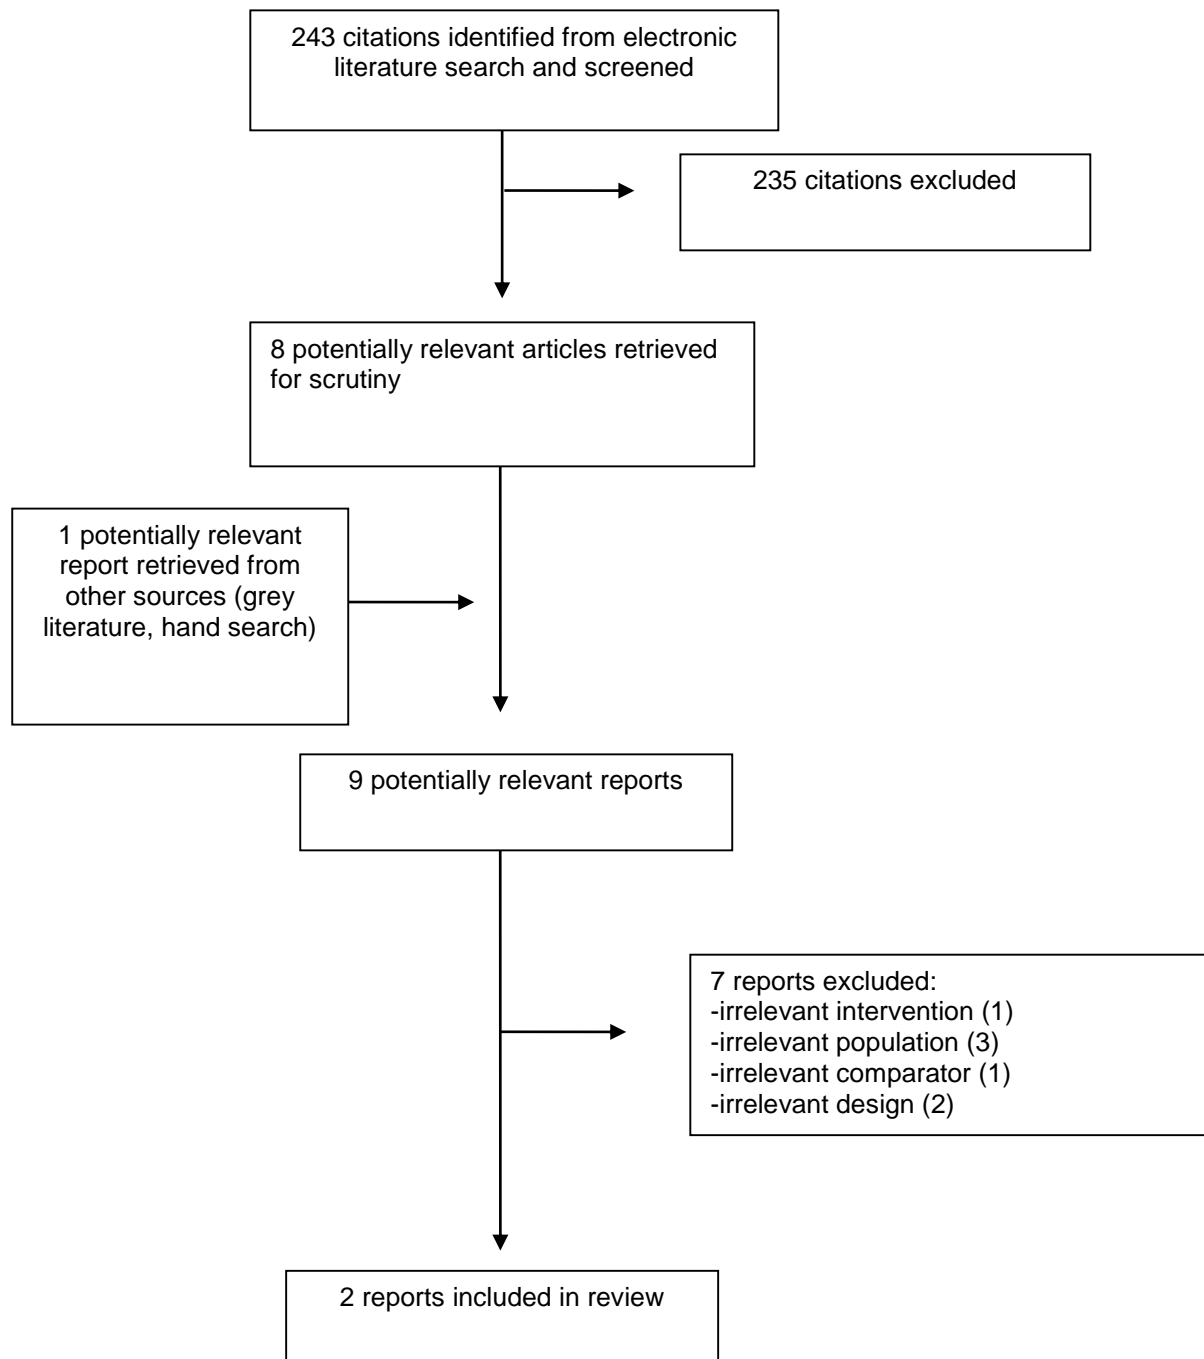 243 citations identified from electronic
literature search and screened
235 citations excluded
8 potentially relevant articles retrieved
for scrutiny
1 potentially relevant
report retrieved from
other sources (grey
literature, hand search)
9 potentially relevant reports
7 reports excluded:
-irrelevant intervention (1)
-irrelevant population (3)
-irrelevant comparator (1)
-irrelevant design (2)
2 reports included in review